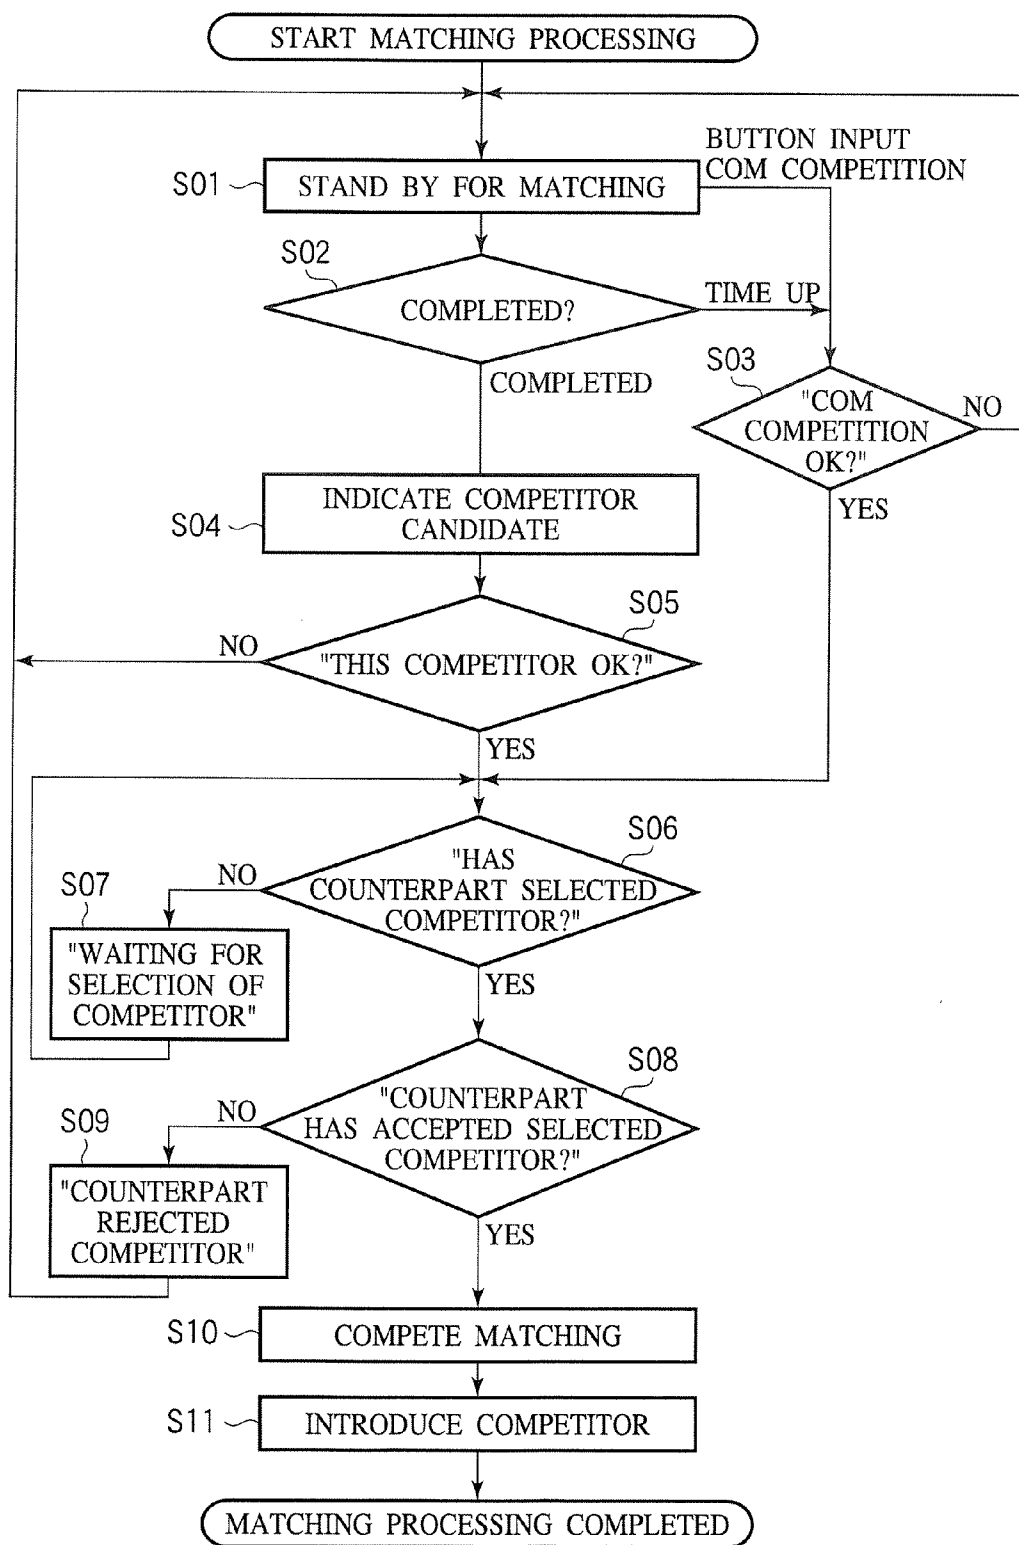 START MATCHING PROCESSING
BUTTON INPUT
COM COMPETITION
S01
STAND BY FOR MATCHING
S02
COMPLETED?
TIME UP
COMPLETED
S03
"COM
COMPETITION
OK?"
NO
YES
S04
INDICATE COMPETITOR
CANDIDATE
S05
NO
"THIS COMPETITOR OK?"
YES
S06
"HAS
COUNTERPART SELECTED
COMPETITOR?"
NO
S07
"WAITING FOR
SELECTION OF
COMPETITOR"
YES
S08
"COUNTERPART
HAS ACCEPTED SELECTED
COMPETITOR?"
NO
S09
"COUNTERPART
REJECTED
COMPETITOR"
YES
S10
COMPETE MATCHING
S11
INTRODUCE COMPETITOR
MATCHING PROCESSING COMPLETED